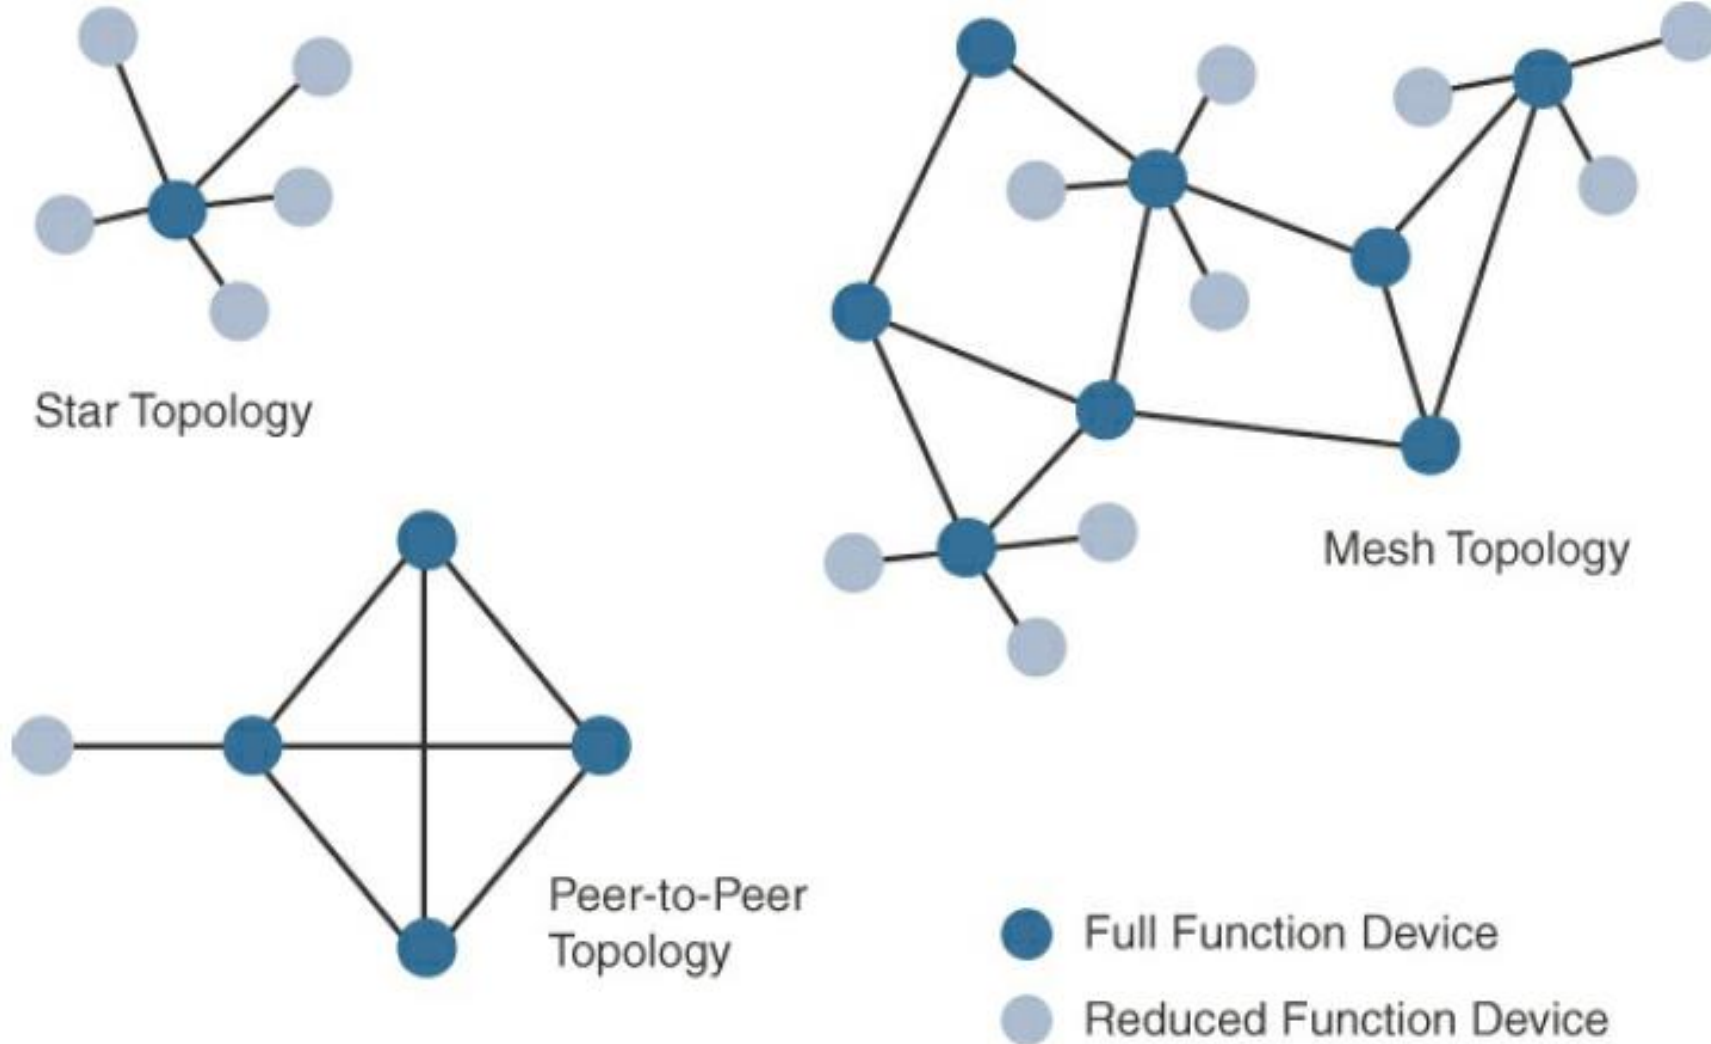 Star Topology
Mesh Topology
Peer-to-Peer
Topology
Full Function Device
Reduced Function Device